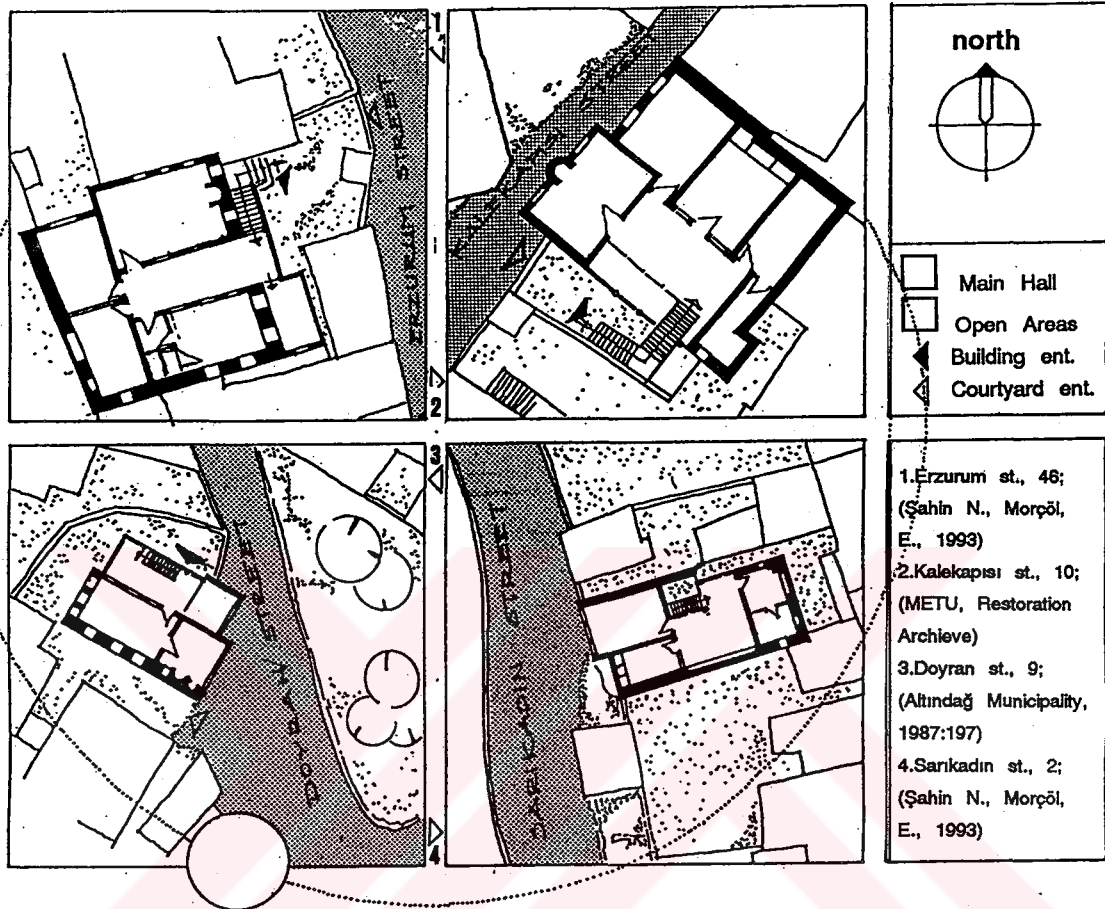 1
ERZURUM STREET
2
KALEKAPISI STREET
north
Main Hall
Open Areas
Building ent.
Courtyard ent.
3
DOYRAN STREET
4
SARIKADIN STREET
1.Erzurum st., 46;
(Şahin N., Morçöl,
E., 1993)
2.Kalekapısı st., 10;
(METU, Restoration
Archieve)
3.Doyran st., 9;
(Altındağ Municipality,
1987:197)
4.Sarıkadın st., 2;
(Şahin N., Morçöl,
E., 1993)